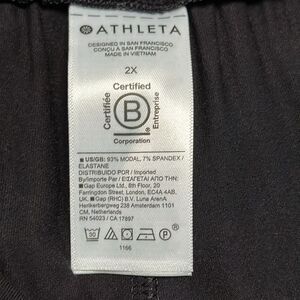 ATHLETA
DESIGNED IN SAN FRANCISCO
CONÇU A SAN FRANCISCO
MADE IN VIETNAM
2X
Certified
Certifiée
B
Entreprise
®
Corporation
■ US/GB: 93% MODAL, 7% SPANDEX /
ELASTANE
DISTRIBUIDO POR / Imported
By/Importe Par / ΕΙΣΑΓΕΤΑΙ ΑΠΟ ΤΗΝ:
■ Gap Europe Ltd., 8th Floor, 20
Farringdon Street, London, EC4A 4AB,
UK, ■ Gap (RHC) B.V. Luna ArenA
Herikerbergweg 238 Amsterdam 1101
CM, Netherlands
RN 54023 / CA 17897
30
P
1166